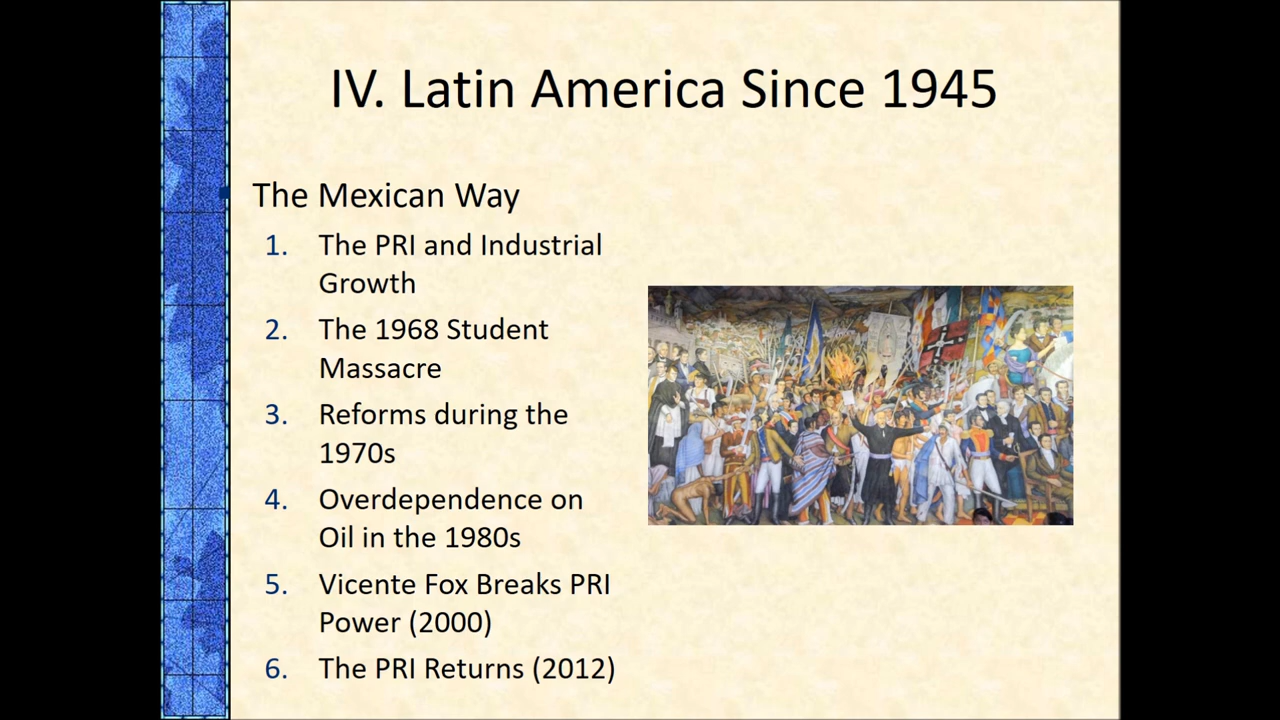 IV. Latin America Since 1945
The Mexican Way
1. The PRI and Industrial
Growth
2. The 1968 Student
Massacre
3. Reforms during the
1970s
4. Overdependence on
Oil in the 1980s
5. Vicente Fox Breaks PRI
Power (2000)
6. The PRI Returns (2012)